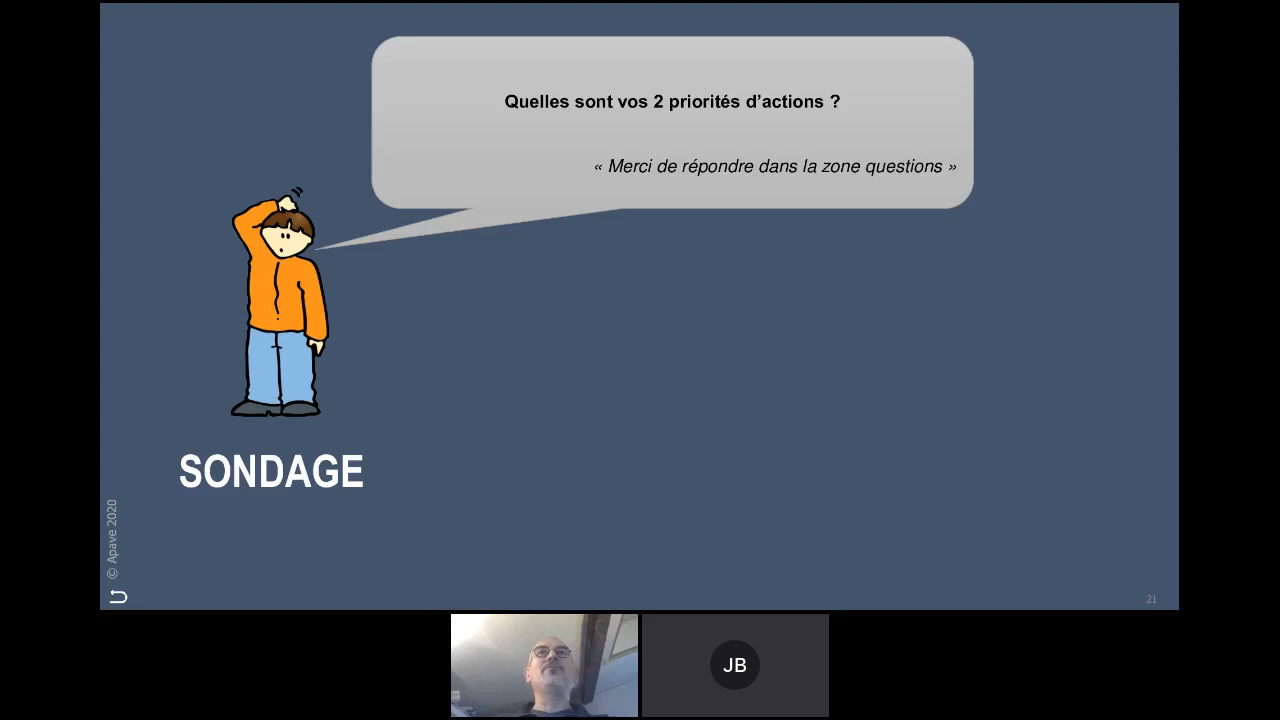 Quelles sont vos 2 priorités d’actions ?
« Merci de répondre dans la zone questions »
SONDAGE
© Apave 2020
21
JB